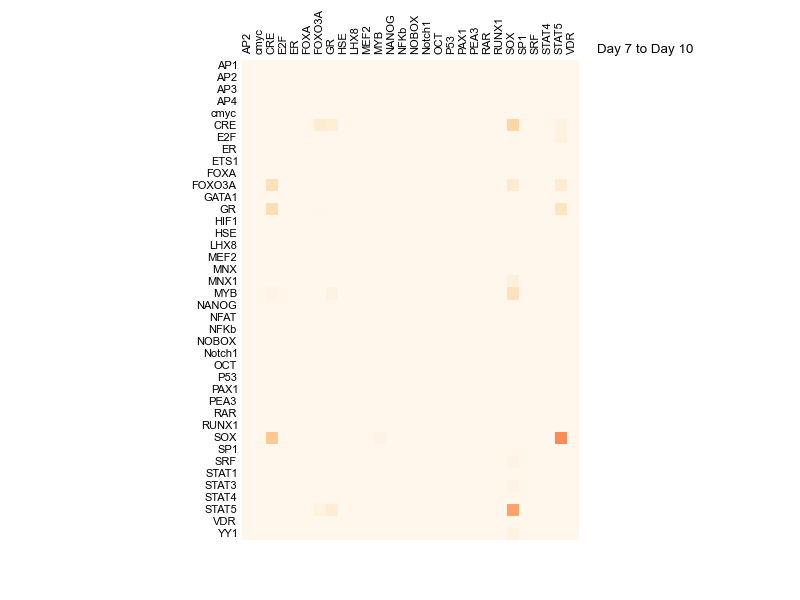 AP2
cmyc
CRE
E2F
ER
FOXA
FOXO3A
GR
HSE
LHX8
MEF2
MYB
NANOG
NFKb
NOBOX
Notch1
OCT
P53
PAX1
PEA3
RAR
RUNX1
SOX
SP1
SRF
STAT4
STAT5
VDR
Day 7 to Day 10
AP1
AP2
AP3
AP4
cmyc
CRE
E2F
ER
ETS1
FOXA
FOXO3A
GATA1
GR
HIF1
HSE
LHX8
MEF2
MNX
MNX1
MYB
NANOG
NFAT
NFKb
NOBOX
Notch1
OCT
P53
PAX1
PEA3
RAR
RUNX1
SOX
SP1
SRF
STAT1
STAT3
STAT4
STAT5
VDR
YY1